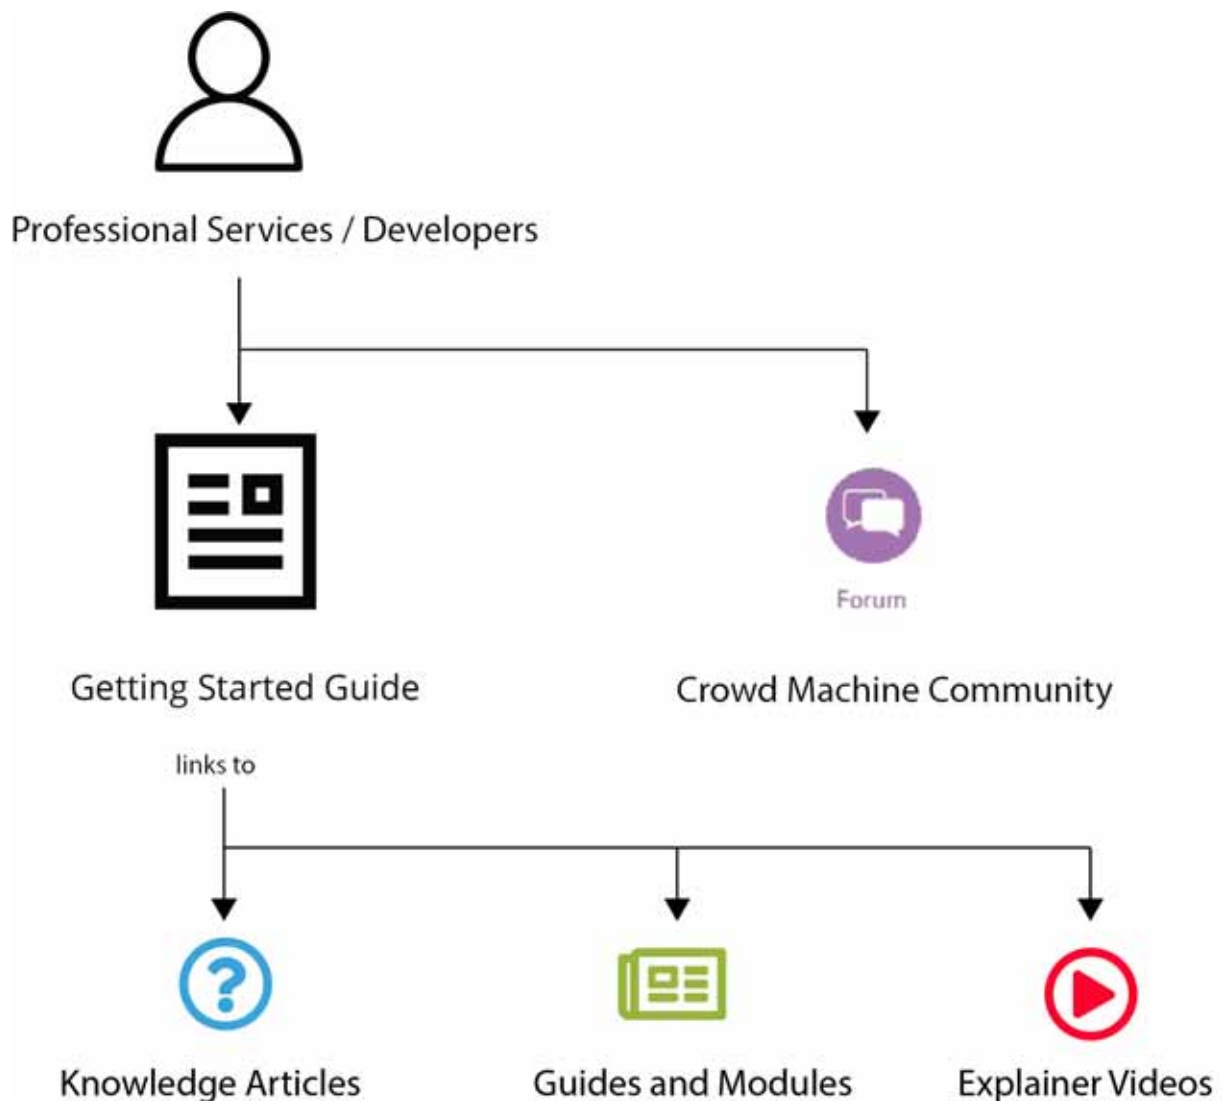 Professional Services / Developers
Forum
Getting Started Guide
Crowd Machine Community
links to
Knowledge Articles
Guides and Modules
Explainer Videos